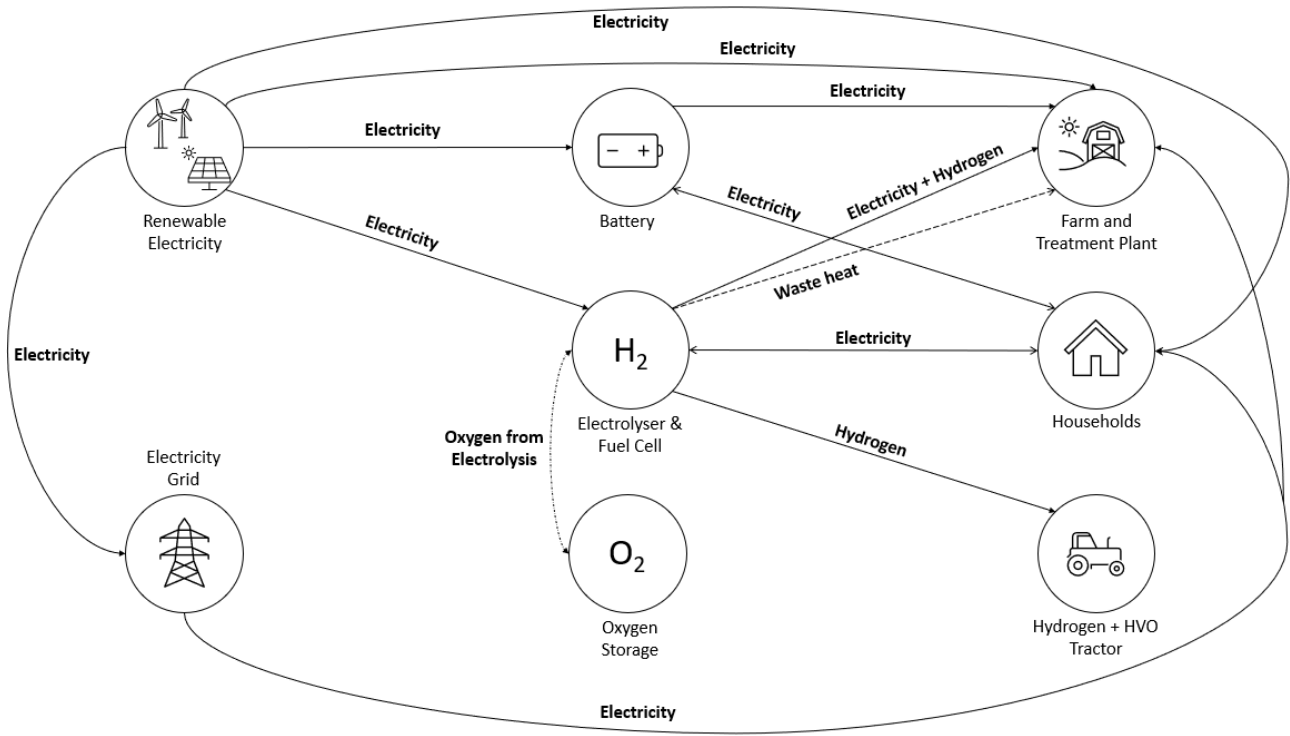 Electricity
Electricity
Electricity
Electricity
Renewable
Electricity
Battery
Farm and
Treatment Plant
Electricity
Electricity
Electricity + Hydrogen
Waste heat
Electricity
H₂
Electricity
Electrolyser &
Fuel Cell
Households
Oxygen from
Electrolysis
Hydrogen
Electricity
Grid
O₂
Oxygen
Storage
Hydrogen + HVO
Tractor
Electricity